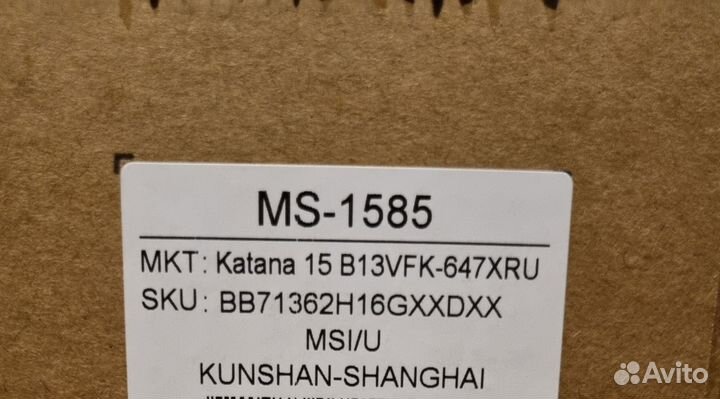 MS-1585
MKT: Katana 15 B13VFK-647XRU
SKU: BB71362H16GXXDXX
MSI/U
KUNSHAN-SHANGHAI
Avito